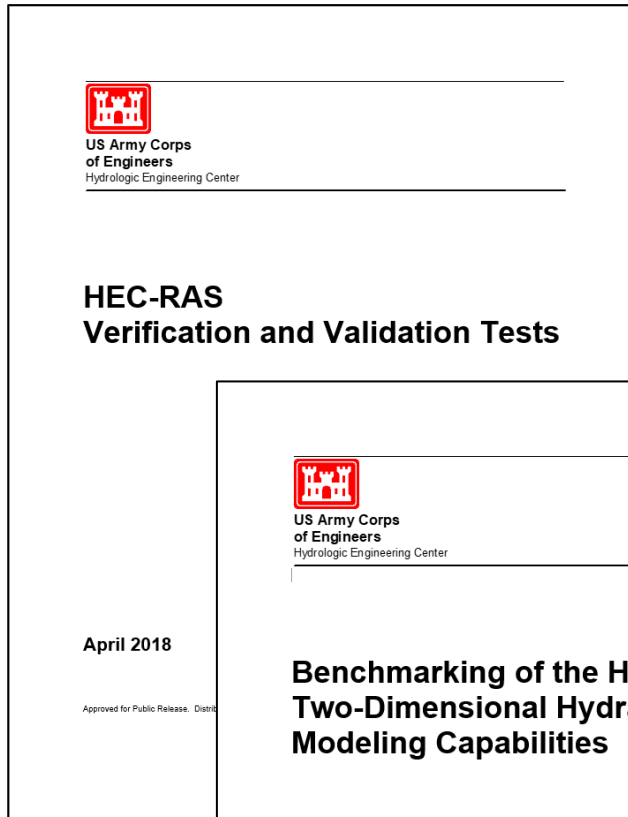 US Army Corps
of Engineers
Hydrologic Engineering Center
HEC-RAS
Verification and Validation Tests
April 2018
Approved for Public Release. Distrib
US Army Corps
of Engineers
Hydrologic Engineering Center
Benchmarking of the H
Two-Dimensional Hydra
Modeling Capabilities